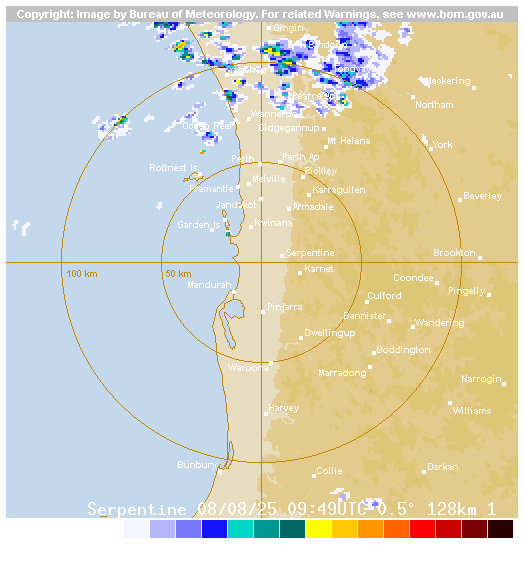 Copyright: Image by Bureau of Meteorology. For related Warnings, see www.bom.gov.au
Gingin
Meckering
Pearce
Northam
Wanneroo
Ocean Reef
Gidgegannup
Mt Helena
York
Perth
Perth Ap
Rottnest Is
Bickley
Melville
Fremantle
Karragullen
Beverley
Jandakot
Armadale
Garden Is
Kwinana
Serpentine
Brookton
100 km
50 km
Karnet
Coondee
Mandurah
Culford
Pingelly
Pinjarra
Bannister
Wandering
Dwellingup
Boddington
Waroona
Marradong
Narrogin
Harvey
Williams
Bunbury
Collie
Darkan
Serpentine 08/08/25 09:49UTC 0.5° 128km 1